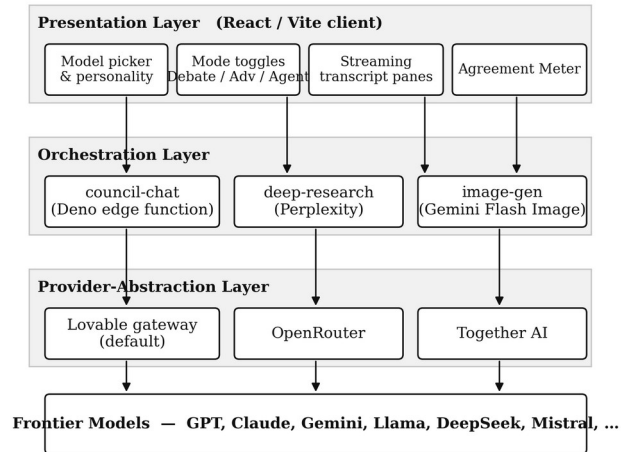 Presentation Layer (React / Vite client)
Model picker
& personality
Mode toggles
Debate / Adv / Agent
Streaming
transcript panes
Agreement Meter
Orchestration Layer
council-chat
(Deno edge function)
deep-research
(Perplexity)
image-gen
(Gemini Flash Image)
Provider-Abstraction Layer
Lovable gateway
(default)
OpenRouter
Together AI
Frontier Models — GPT, Claude, Gemini, Llama, DeepSeek, Mistral, ...